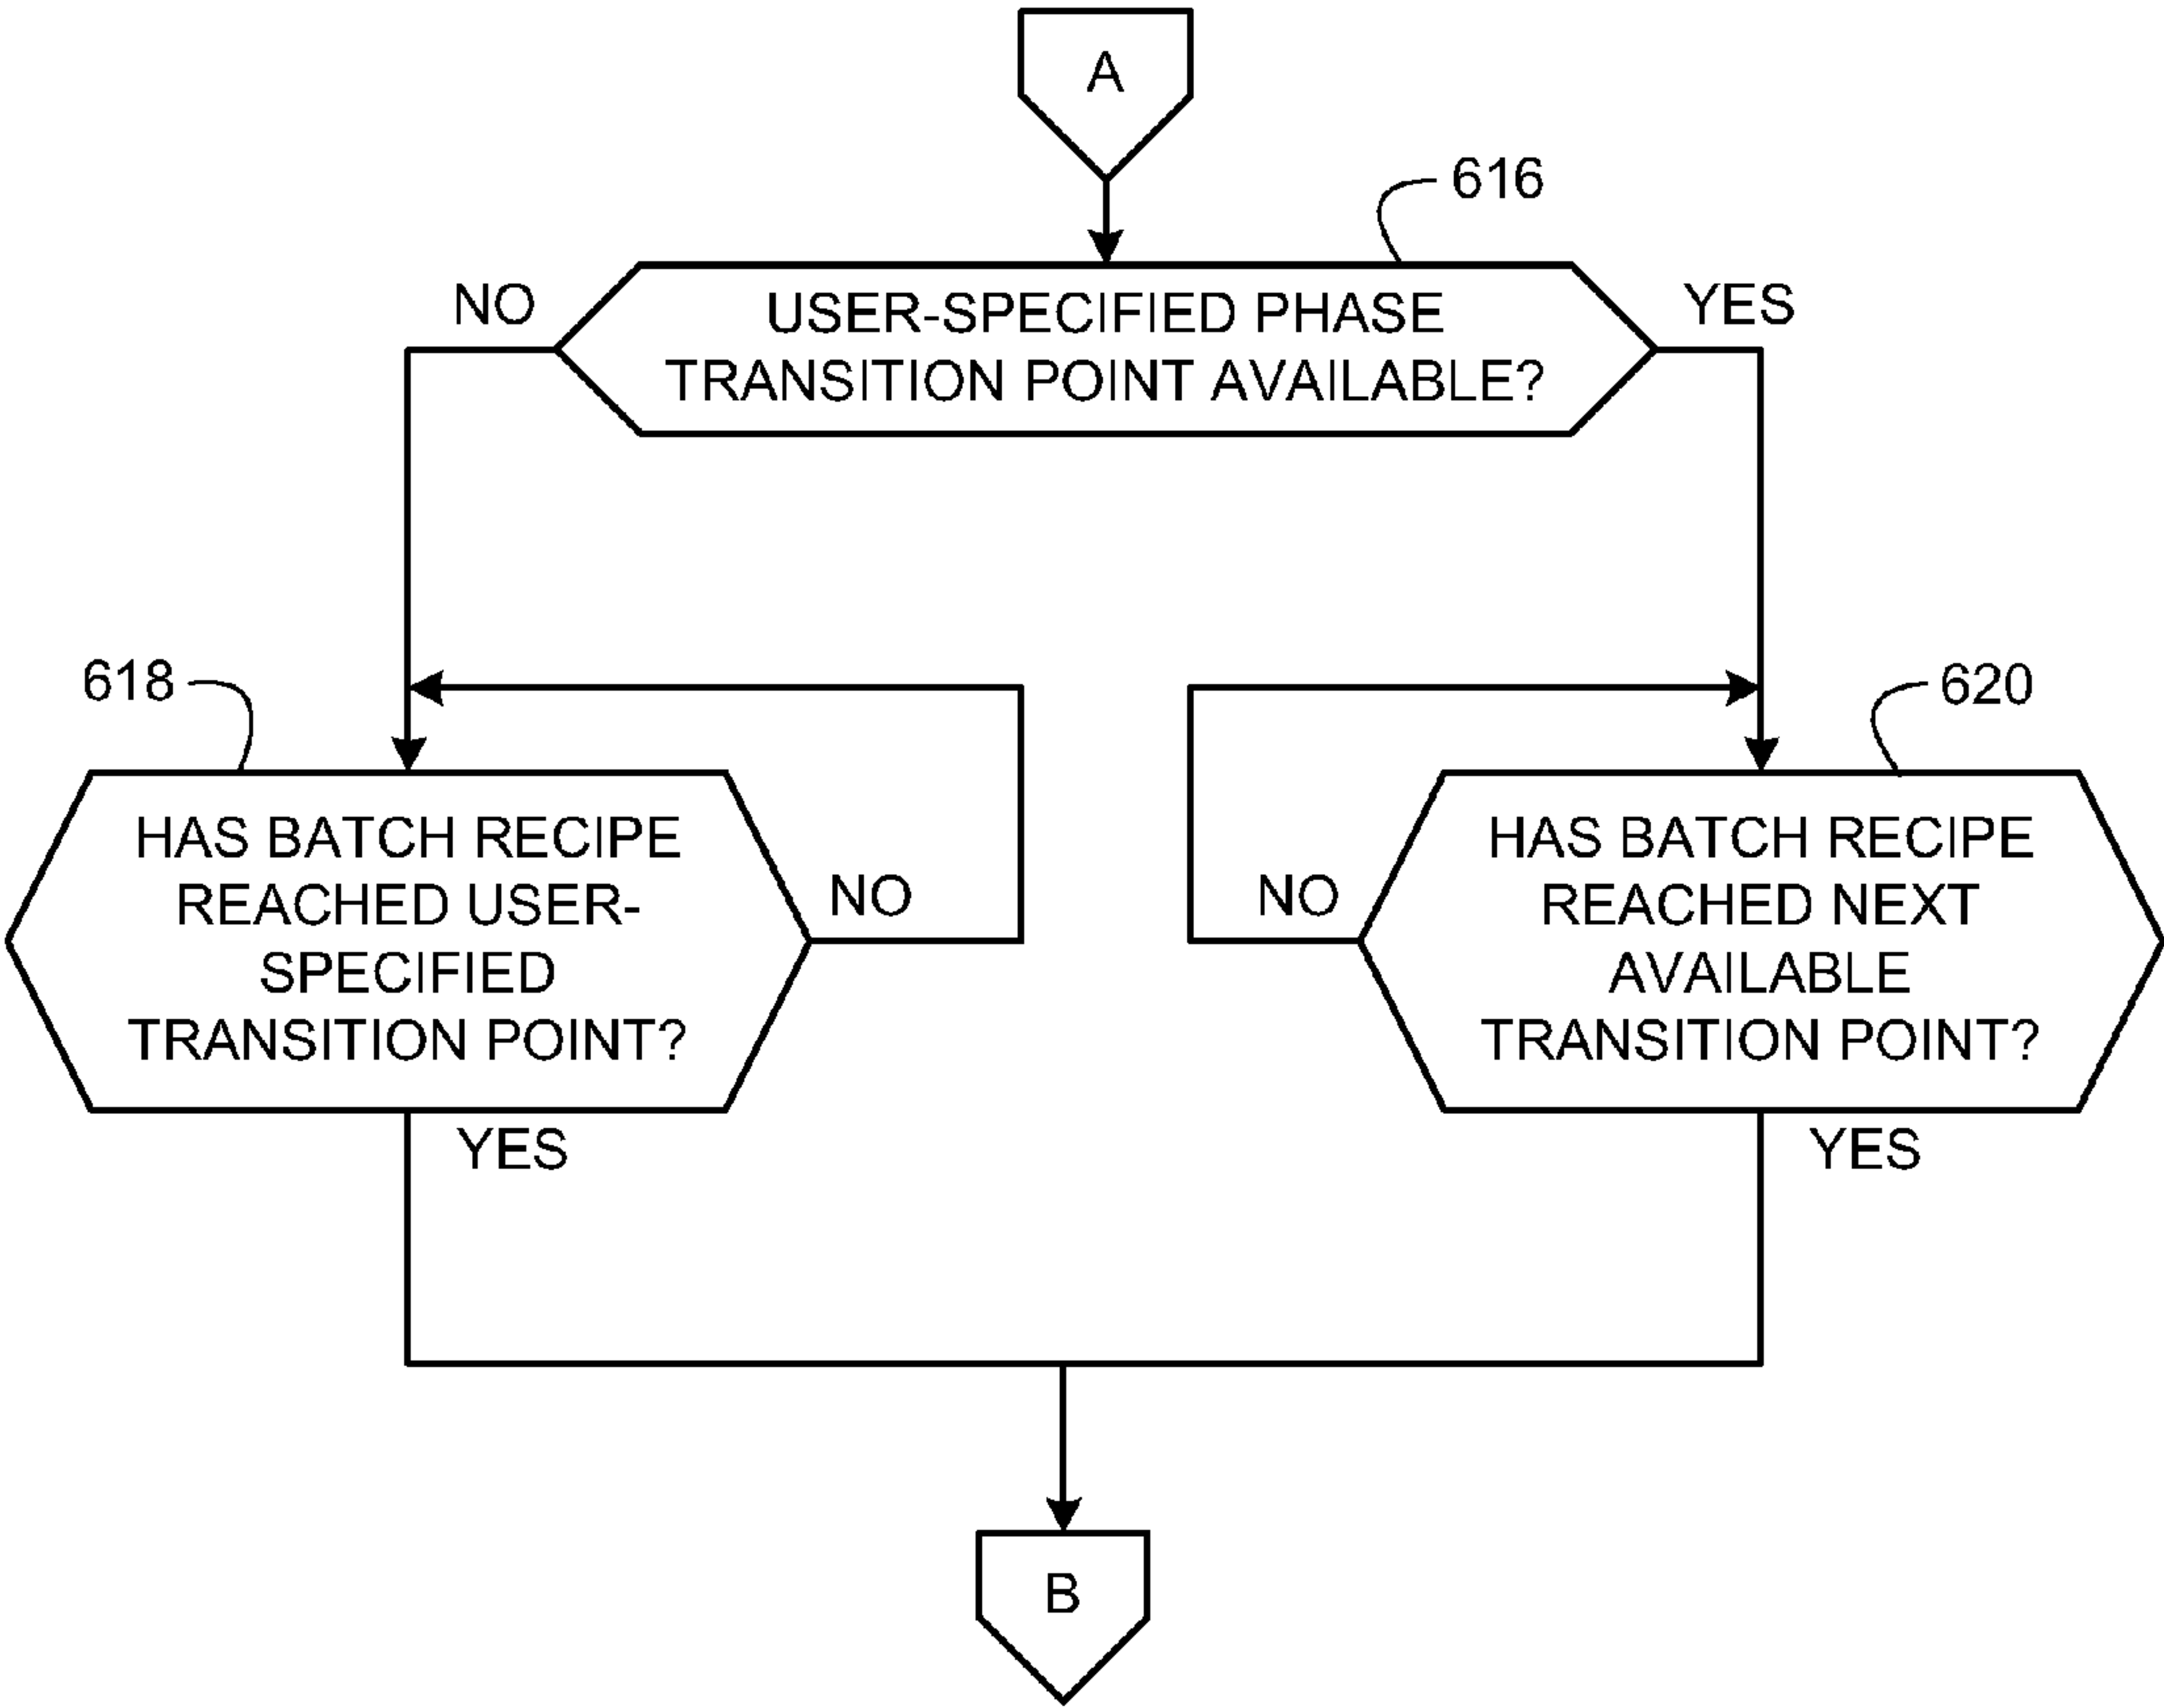 A
616
NO
YES
USER-SPECIFIED PHASE
TRANSITION POINT AVAILABLE?
618
620
HAS BATCH RECIPE
REACHED USER-
SPECIFIED
TRANSITION POINT?
NO
NO
HAS BATCH RECIPE
REACHED NEXT
AVAILABLE
TRANSITION POINT?
YES
YES
B